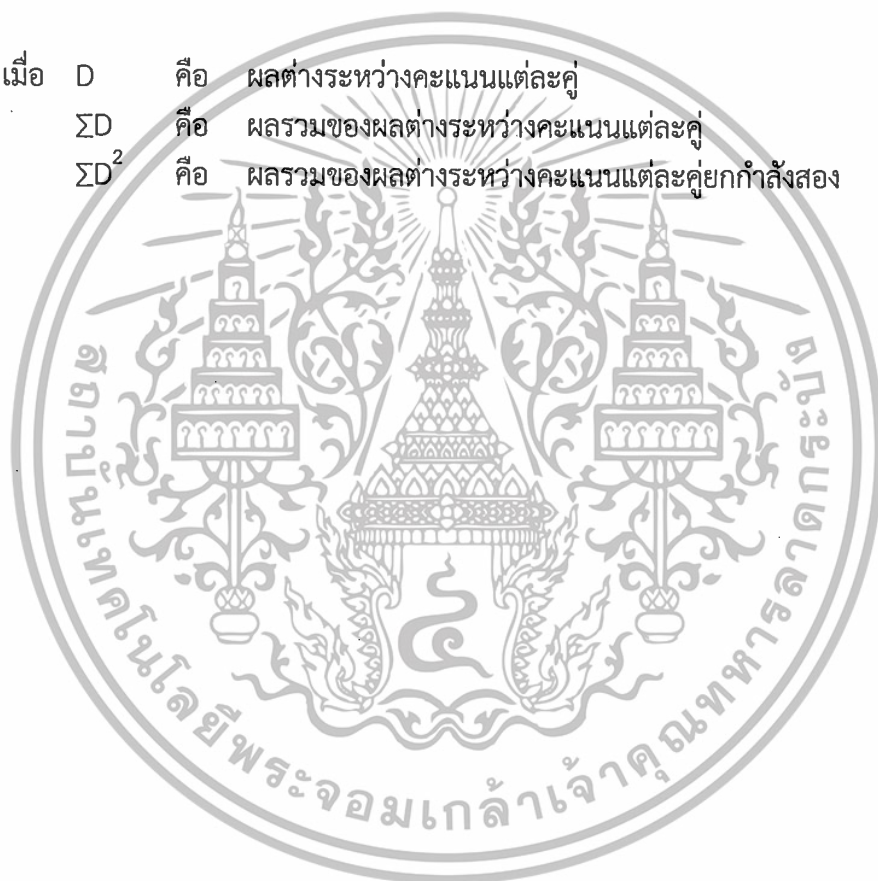 เมื่อ D คือ ผลต่างระหว่างคะแนนแต่ละคู่
ΣD คือ ผลรวมของผลต่างระหว่างคะแนนแต่ละคู่
ΣD² คือ ผลรวมของผลต่างระหว่างคะแนนแต่ละคู่ยกกำลังสอง
สถาบันเทคโนโลยีพระจอมเกล้าเจ้าคุณทหารลาดกระบัง